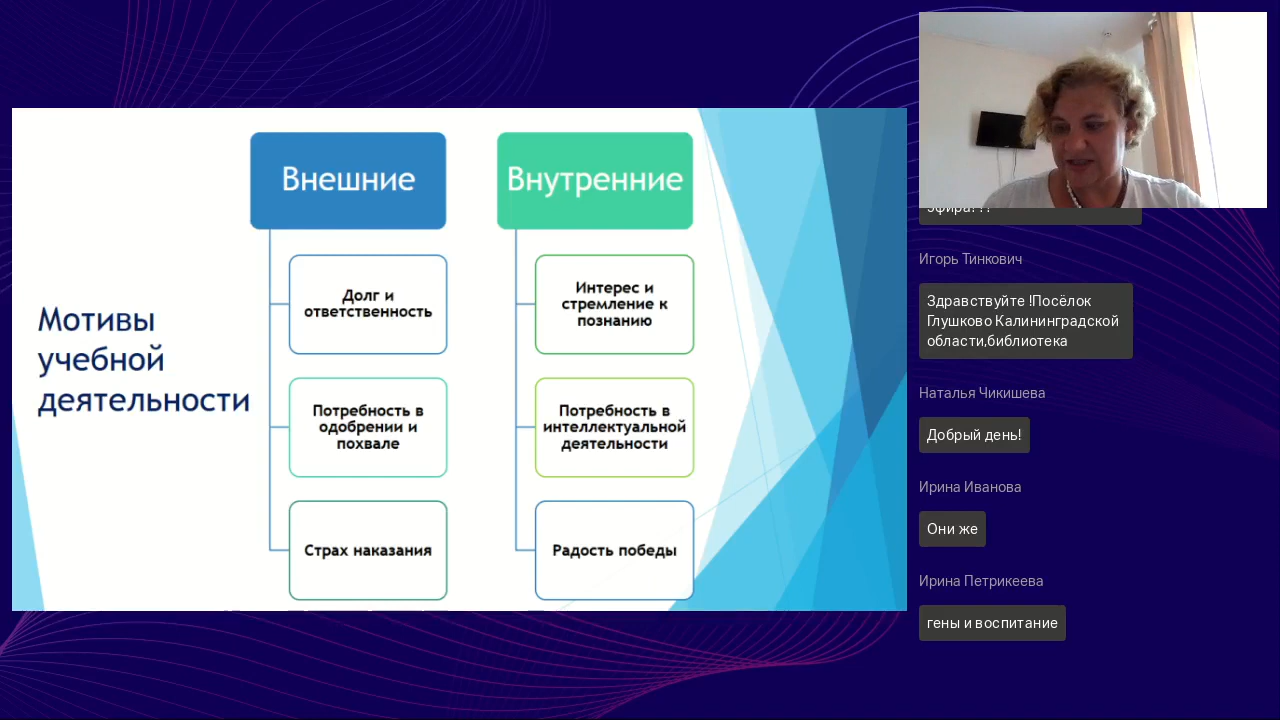 Мотивы
учебной
деятельности
Внешние
Долг и
ответственность
Потребность в
одобрении и
похвале
Страх наказания
Внутренние
Интерес и
стремление к
познанию
Потребность в
интеллектуальной
деятельности
Радость победы
эфира???
Игорь Тинкович
Здравствуйте !Посёлок
Глушково Калининградской
области,библиотека
Наталья Чикишева
Добрый день!
Ирина Иванова
Они же
Ирина Петрикеева
гены и воспитание